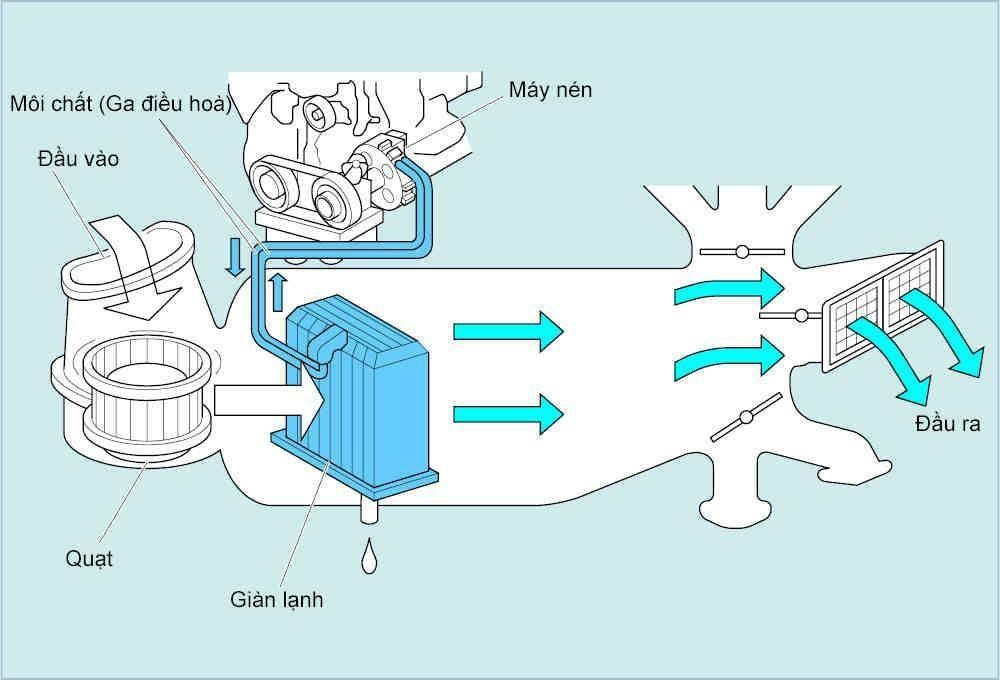 Máy nén
Môi chất (Ga điều hoà)
Đầu vào
Đầu ra
Quạt
Giàn lạnh